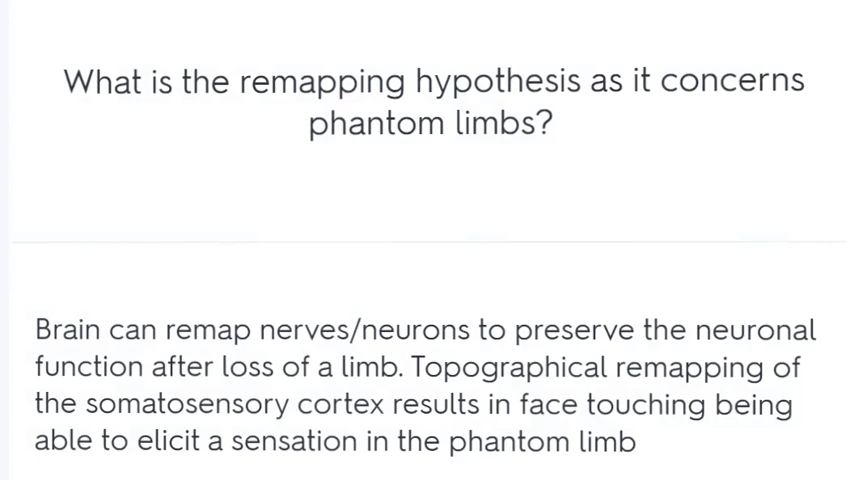 What is the remapping hypothesis as it concerns
phantom limbs?
Brain can remap nerves/neurons to preserve the neuronal
function after loss of a limb. Topographical remapping of
the somatosensory cortex results in face touching being
able to elicit a sensation in the phantom limb